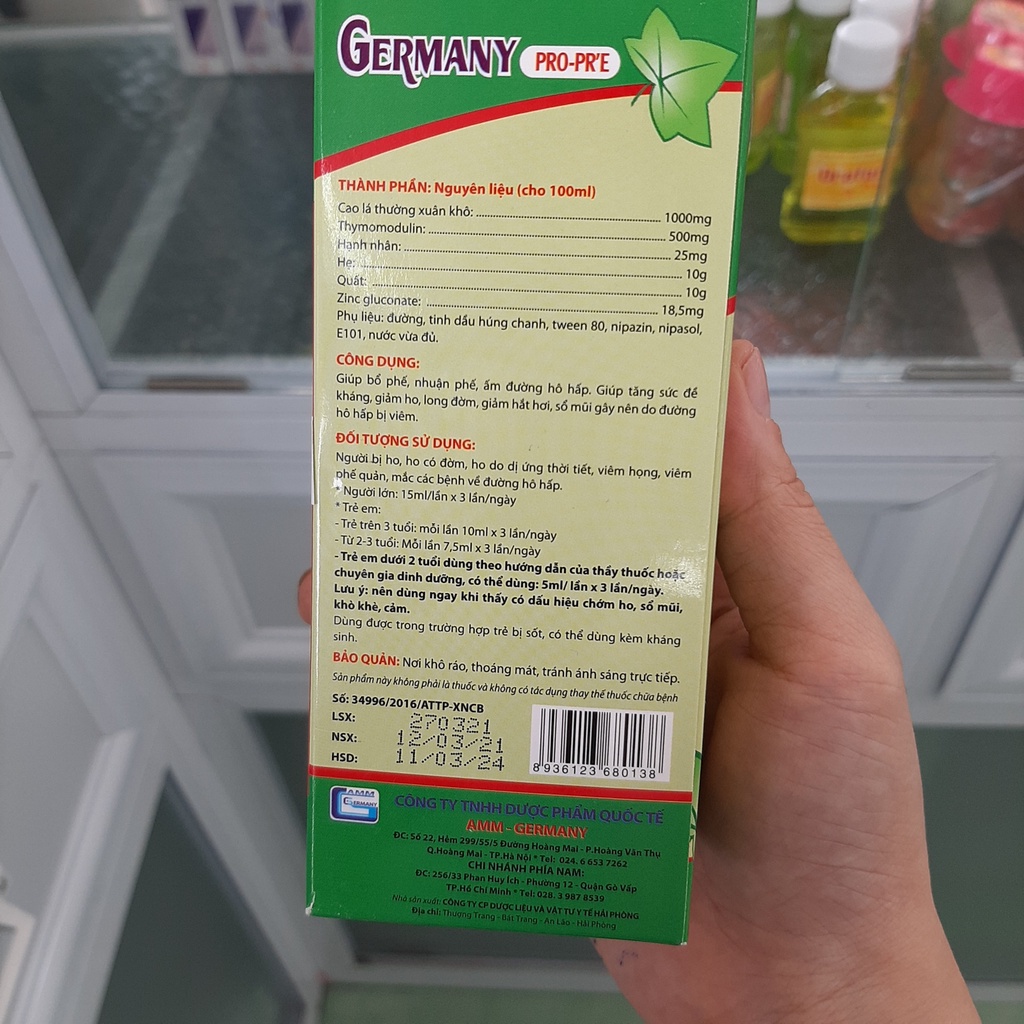 GERMANY PRO-PR'E
THÀNH PHẦN: Nguyên liệu (cho 100ml)
Cao lá thường xuân khô: 1000mg
Thymomodulin: 500mg
Hạnh nhân: 25mg
Hẹ: 10g
Quất: 10g
Zinc gluconate: 18,5mg
Phụ liệu: đường, tinh dầu húng chanh, tween 80, nipazin, nipasol,
E101, nước vừa đủ.
CÔNG DỤNG:
Giúp bổ phế, nhuận phế, ấm đường hô hấp. Giúp tăng sức đề
kháng, giảm ho, long đờm, giảm hắt hơi, sổ mũi gây nên do đường
hô hấp bị viêm.
ĐỐI TƯỢNG SỬ DỤNG:
Người bị ho, ho có đờm, ho do dị ứng thời tiết, viêm họng, viêm
phế quản, mắc các bệnh về đường hô hấp.
* Người lớn: 15ml/lần x 3 lần/ngày
* Trẻ em:
- Trẻ trên 3 tuổi: mỗi lần 10ml x 3 lần/ngày
- Từ 2-3 tuổi: Mỗi lần 7,5ml x 3 lần/ngày
- Trẻ em dưới 2 tuổi dùng theo hướng dẫn của thầy thuốc hoặc
chuyên gia dinh dưỡng, có thể dùng: 5ml/ lần x 3 lần/ngày.
Lưu ý: nên dùng ngay khi thấy có dấu hiệu chớm ho, sổ mũi,
khò khè, cảm.
Dùng được trong trường hợp trẻ bị sốt, có thể dùng kèm kháng
sinh.
BẢO QUẢN: Nơi khô ráo, thoáng mát, tránh ánh sáng trực tiếp.
Sản phẩm này không phải là thuốc và không có tác dụng thay thế thuốc chữa bệnh
Số: 34996/2016/ATTP-XNCB
LSX: 270321
NSX: 12/03/21
HSD: 11/03/24
8936123 680138
AMM
GERMANY
CÔNG TY TNHH DƯỢC PHẨM QUỐC TẾ
AMM - GERMANY
ĐC: Số 22, Hẻm 299/55/5 Đường Hoàng Mai - P.Hoàng Văn Thụ
Q.Hoàng Mai - TP.Hà Nội * Tel: 024. 6 653 7262
CHI NHÁNH PHÍA NAM:
ĐC: 256/33 Phan Huy Ích - Phường 12 - Quận Gò Vấp
TP.Hồ Chí Minh * Tel: 028. 3 987 8539
Nhà sản xuất: CÔNG TY CP DƯỢC LIỆU VÀ VẬT TƯ Y TẾ HẢI PHÒNG
Địa chỉ: Thượng Trang - Bát Trang - An Lão - Hải Phòng